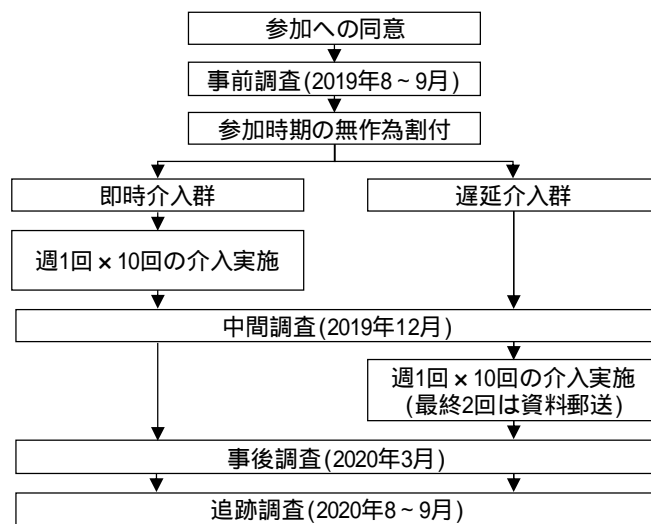 参加への同意
事前調査(2019年8~9月)
参加時期の無作為割付
即時介入群
遅延介入群
週1回×10回の介入実施
中間調査(2019年12月)
週1回×10回の介入実施
(最終2回は資料郵送)
事後調査(2020年3月)
追跡調査(2020年8~9月)